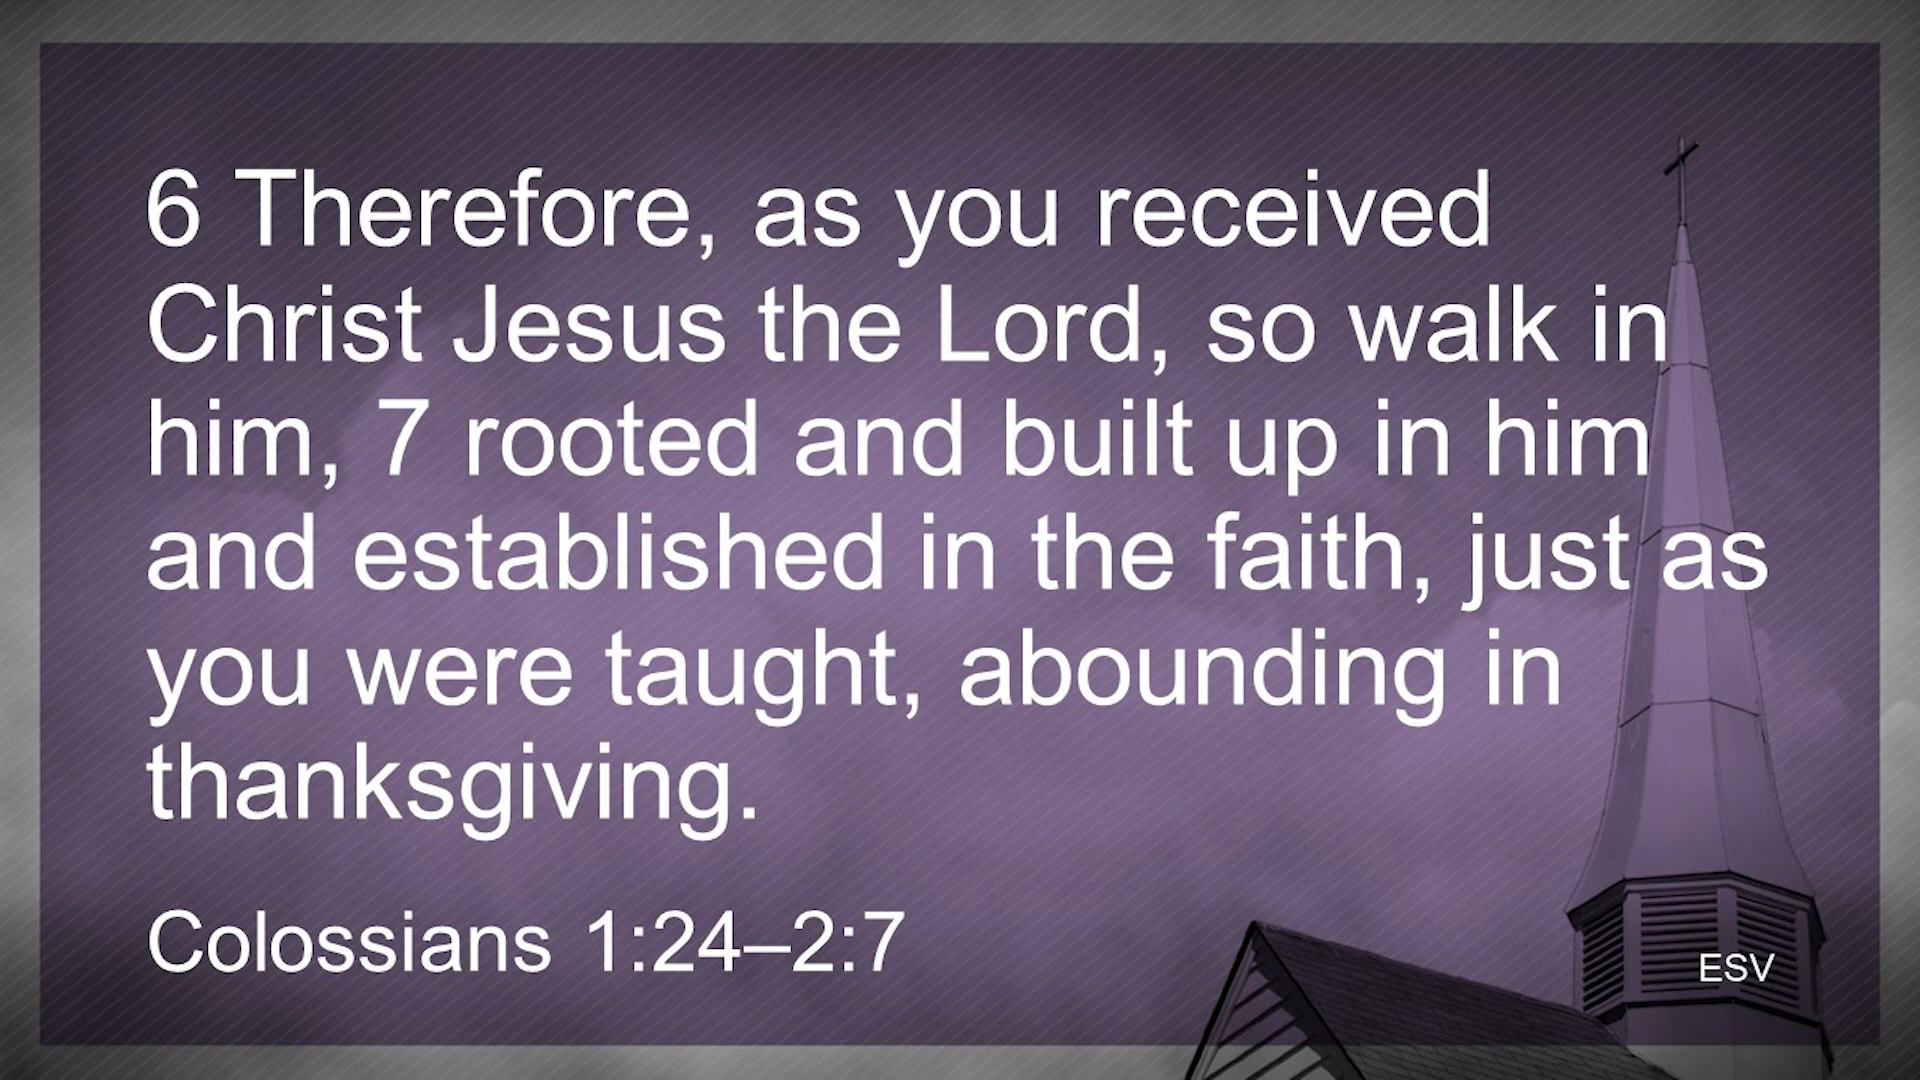 6 Therefore, as you received
Christ Jesus the Lord, so walk in
him, 7 rooted and built up in him
and established in the faith, just as
you were taught, abounding in
thanksgiving.
Colossians 1:24–2:7
ESV